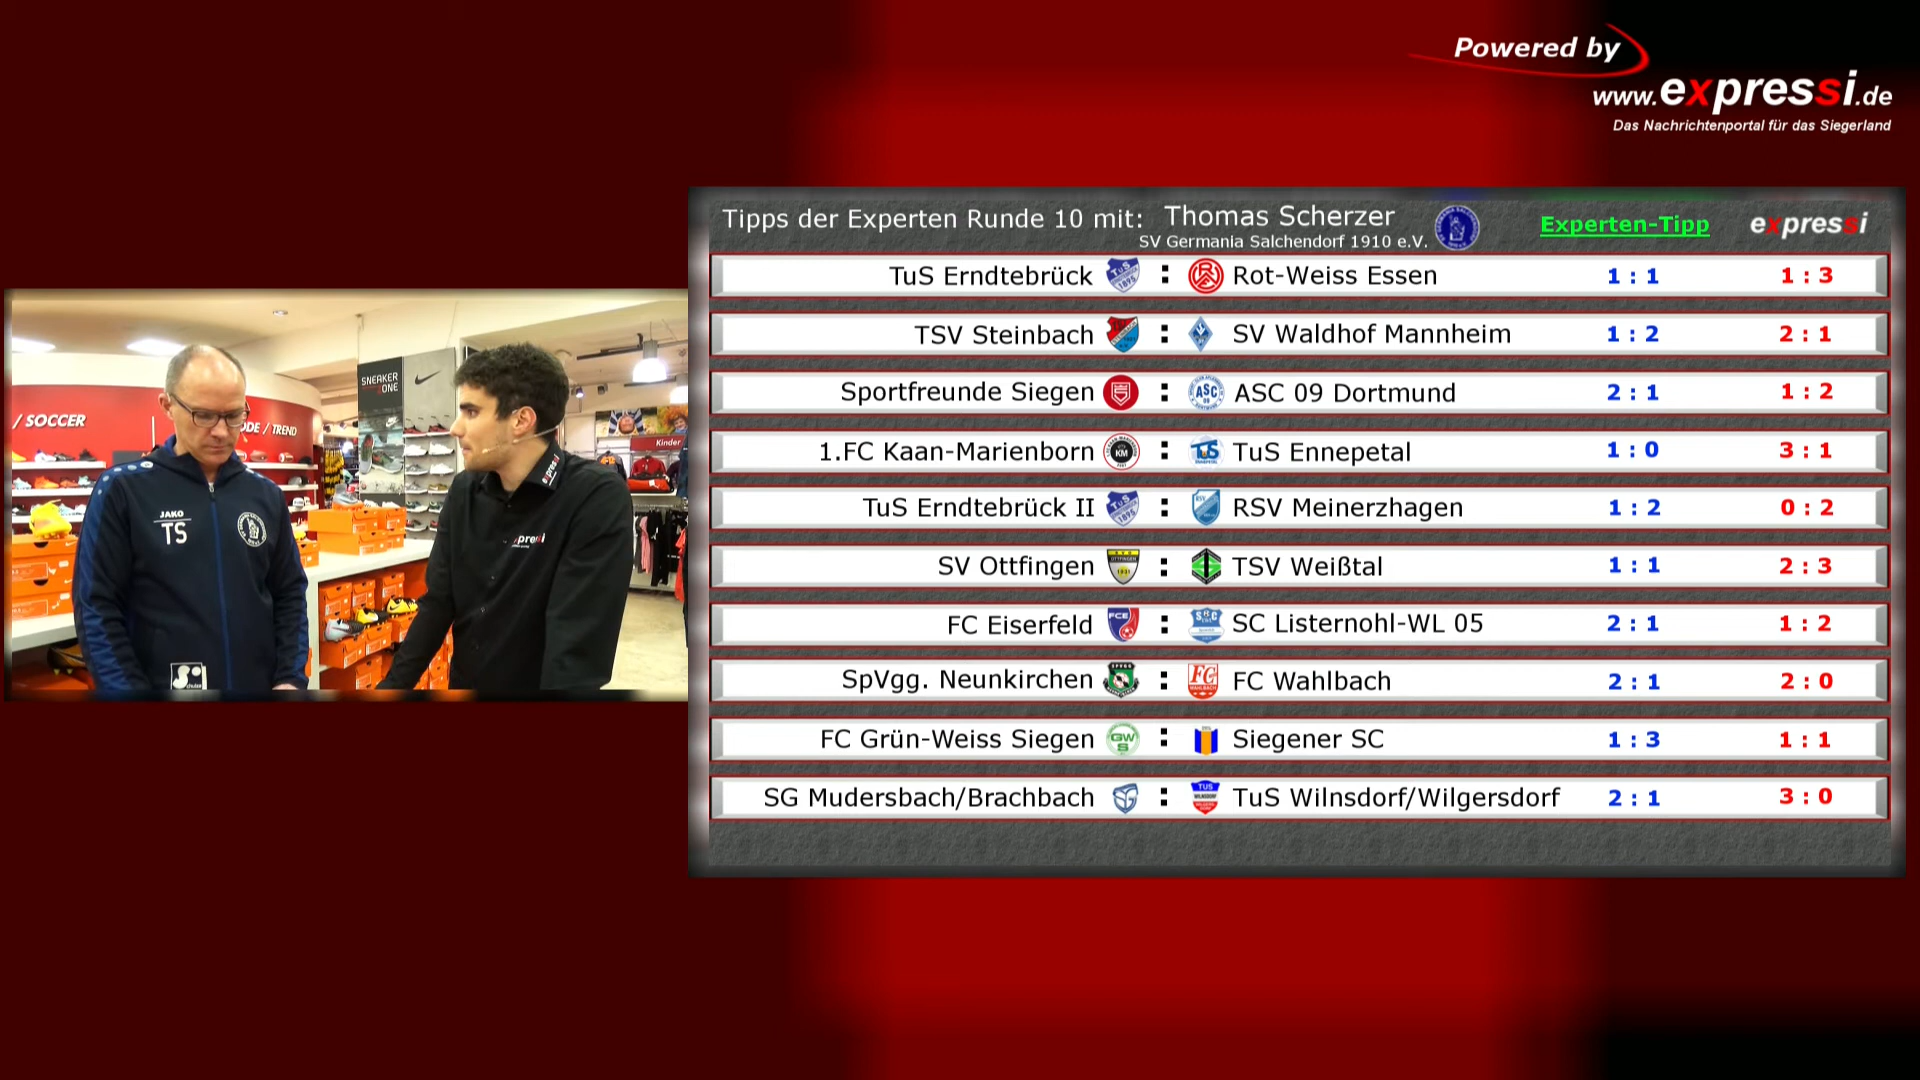 Powered by
www.expressi.de
Das Nachrichtenportal für das Siegerland
Tipps der Experten Runde 10 mit: Thomas Scherzer Experten-Tipp expressi
SV Germania Salchendorf 1910 e.V.
TuS Erndtebrück : Rot-Weiss Essen 1 : 1 1 : 3
TSV Steinbach : SV Waldhof Mannheim 1 : 2 2 : 1
Sportfreunde Siegen : ASC 09 Dortmund 2 : 1 1 : 2
1.FC Kaan-Marienborn : TuS Ennepetal 1 : 0 3 : 1
TuS Erndtebrück II : RSV Meinerzhagen 1 : 2 0 : 2
SV Ottfingen : TSV Weißtal 1 : 1 2 : 3
FC Eiserfeld : SC Listernohl-WL 05 2 : 1 1 : 2
SpVgg. Neunkirchen : FC Wahlbach 2 : 1 2 : 0
FC Grün-Weiss Siegen : Siegener SC 1 : 3 1 : 1
SG Mudersbach/Brachbach : TuS Wilnsdorf/Wilgersdorf 2 : 1 3 : 0
/ SOCCER
SNEAKER
ZONE
MODE / TREND
Kinder
JAKO
TS
expressi